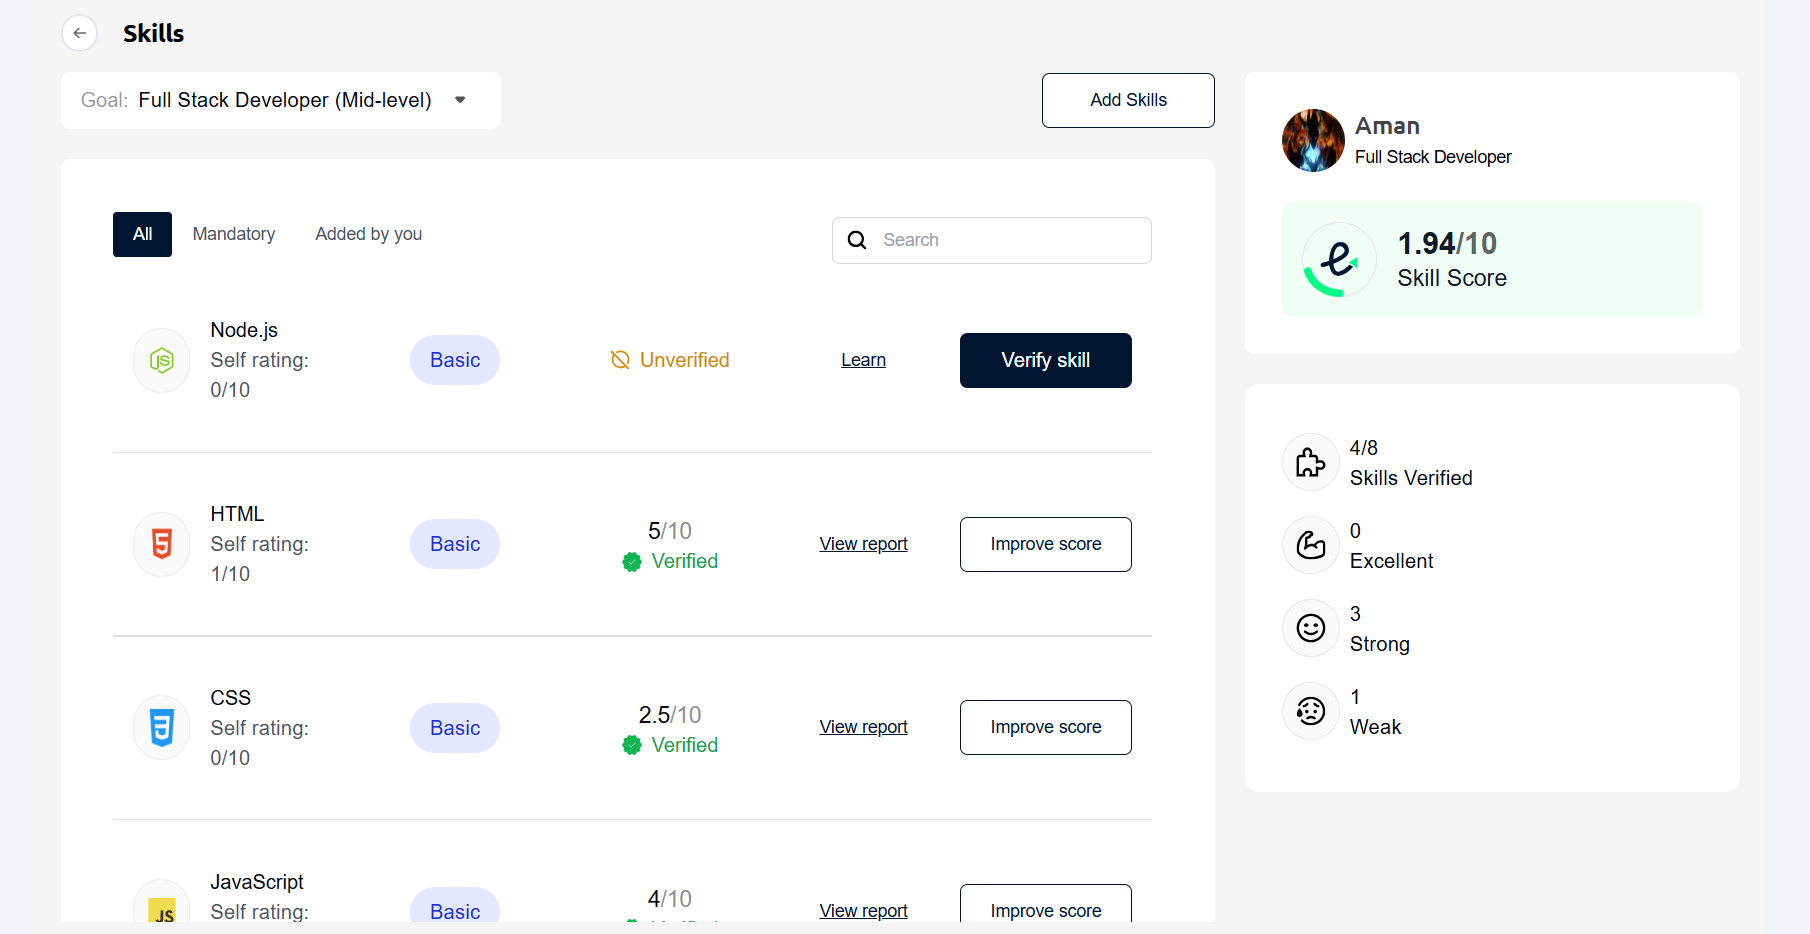 Skills
Goal: Full Stack Developer (Mid-level)
Add Skills
All
Mandatory
Added by you
Search
Node.js
Self rating:
0/10
Basic
Unverified
Learn
Verify skill
HTML
Self rating:
1/10
Basic
5/10
Verified
View report
Improve score
CSS
Self rating:
0/10
Basic
2.5/10
Verified
View report
Improve score
JavaScript
Self rating:
JS
Basic
4/10
View report
Improve score
Aman
Full Stack Developer
1.94/10
Skill Score
4/8
Skills Verified
0
Excellent
3
Strong
1
Weak